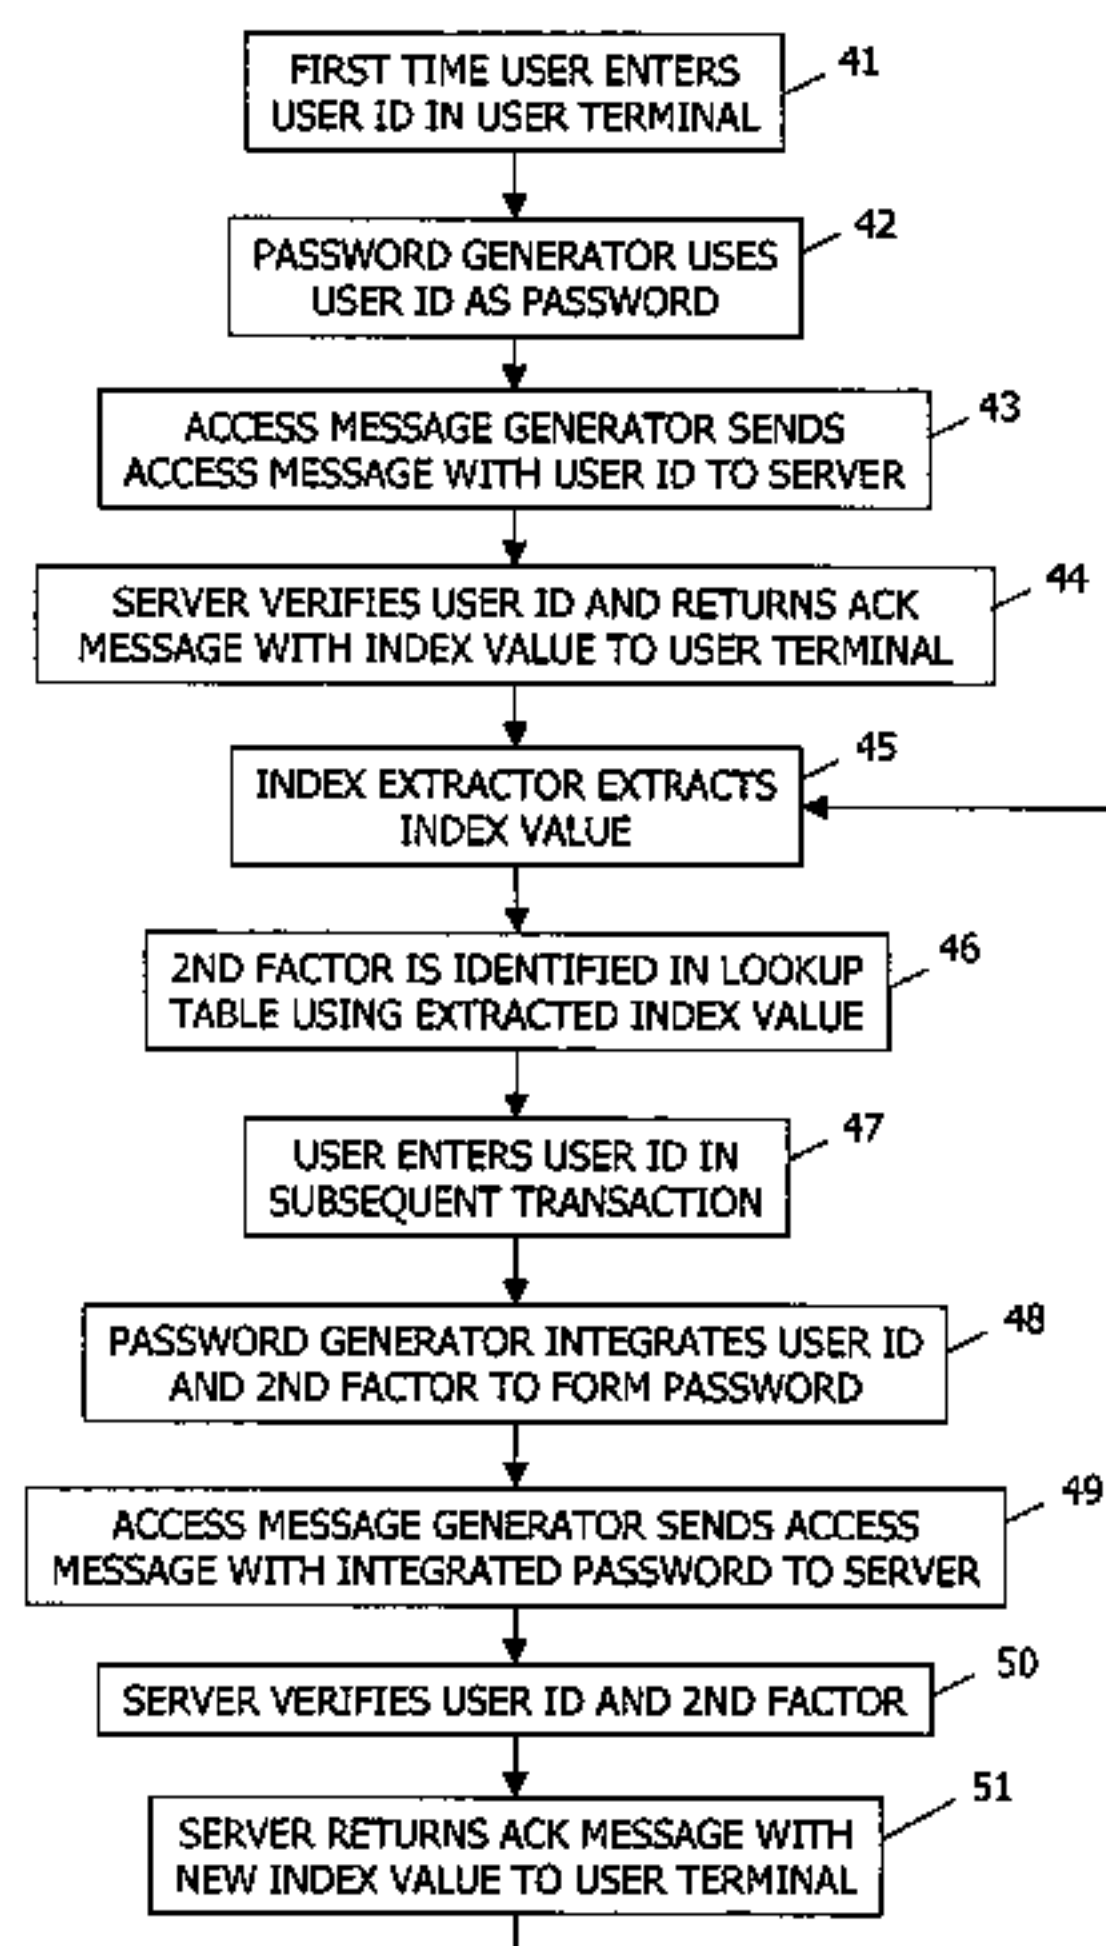 FIRST TIME USER ENTERS
USER ID IN USER TERMINAL
41
PASSWORD GENERATOR USES
USER ID AS PASSWORD
42
ACCESS MESSAGE GENERATOR SENDS
ACCESS MESSAGE WITH USER ID TO SERVER
43
SERVER VERIFIES USER ID AND RETURNS ACK
MESSAGE WITH INDEX VALUE TO USER TERMINAL
44
INDEX EXTRACTOR EXTRACTS
INDEX VALUE
45
2ND FACTOR IS IDENTIFIED IN LOOKUP
TABLE USING EXTRACTED INDEX VALUE
46
USER ENTERS USER ID IN
SUBSEQUENT TRANSACTION
47
PASSWORD GENERATOR INTEGRATES USER ID
AND 2ND FACTOR TO FORM PASSWORD
48
ACCESS MESSAGE GENERATOR SENDS ACCESS
MESSAGE WITH INTEGRATED PASSWORD TO SERVER
49
SERVER VERIFIES USER ID AND 2ND FACTOR
50
SERVER RETURNS ACK MESSAGE WITH
NEW INDEX VALUE TO USER TERMINAL
51